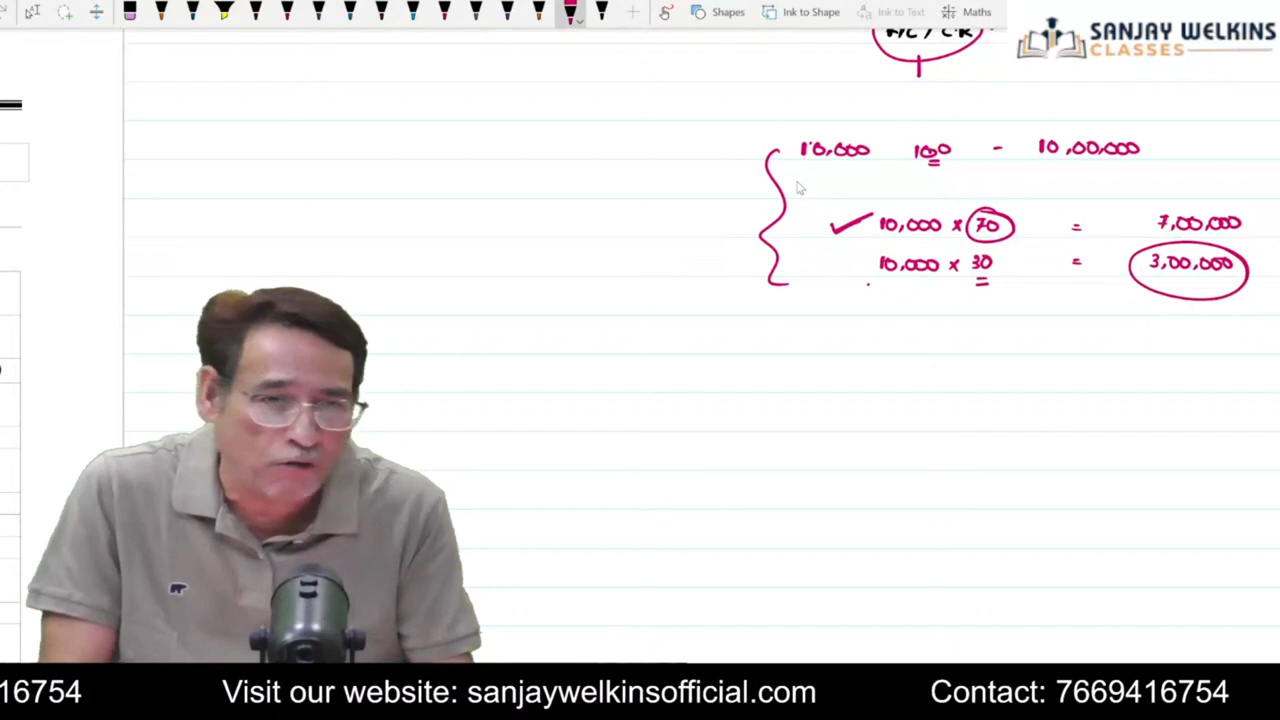 Shapes Ink to Shape Ink to Text Maths
SANJAY WELKINS
CLASSES
10,000 100 - 10,00,000
10,000 × 70 = 7,00,000
10,000 × 30 = 3,00,000
16754 Visit our website: sanjaywelkinsofficial.com Contact: 7669416754